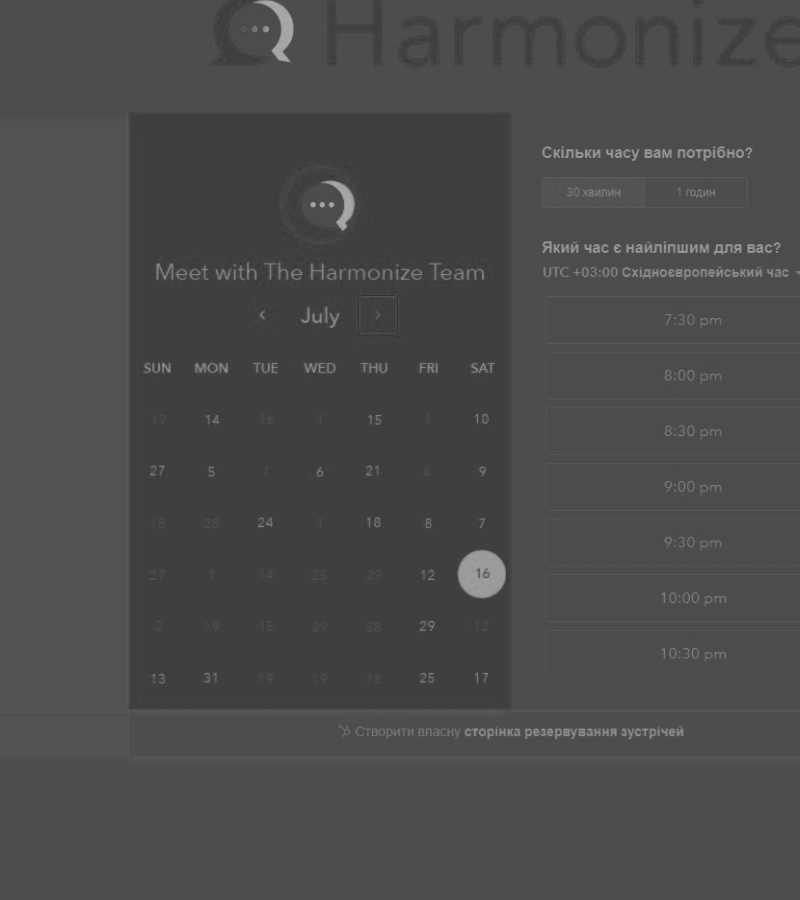 Harmonize
Meet with The Harmonize Team
July
SUN MON TUE WED THU FRI SAT
17 14 16 1 15 1 10
27 5 1 6 21 6 9
18 28 24 1 18 8 7
27 1 14 25 29 12 16
2 19 15 29 28 29 12
13 31 19 19 18 25 17
Скільки часу вам потрібно?
30 хвилин 1 годин
Який час є найліпшим для вас?
UTC +03:00 Східноєвропейський час
7:30 pm
8:00 pm
8:30 pm
9:00 pm
9:30 pm
10:00 pm
10:30 pm
Створити власну сторінка резервування зустрічей